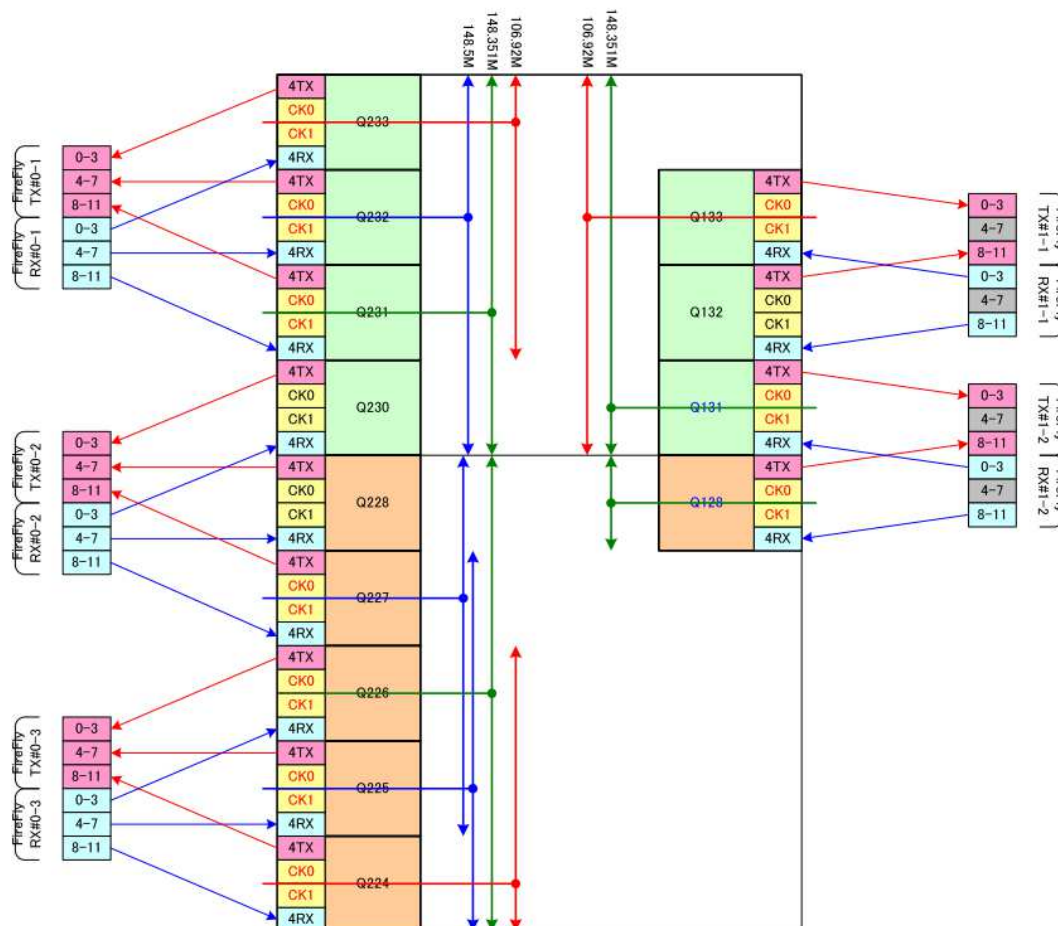 148.5M
148.351M
106.92M
106.92M
148.351M
4TX
CK0
CK1
4RX
Q233
4TX
CK0
CK1
4RX
Q232
4TX
CK0
CK1
4RX
Q231
4TX
CK0
CK1
4RX
Q230
4TX
CK0
CK1
4RX
Q228
4TX
CK0
CK1
4RX
Q227
4TX
CK0
CK1
4RX
Q226
4TX
CK0
CK1
4RX
Q225
4TX
CK0
CK1
4RX
Q224
FireFly
TX#0-1
0-3
4-7
8-11
FireFly
RX#0-1
0-3
4-7
8-11
FireFly
TX#0-2
0-3
4-7
8-11
FireFly
RX#0-2
0-3
4-7
8-11
FireFly
TX#0-3
0-3
4-7
8-11
FireFly
RX#0-3
0-3
4-7
8-11
Q133
4TX
CK0
CK1
4RX
Q132
4TX
CK0
CK1
4RX
Q131
4TX
CK0
CK1
4RX
Q128
4TX
CK0
CK1
4RX
0-3
4-7
8-11
TX#1-1
0-3
4-7
8-11
RX#1-1
0-3
4-7
8-11
TX#1-2
0-3
4-7
8-11
RX#1-2